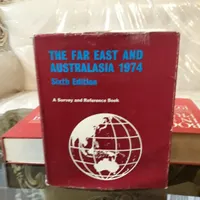 THE FAR EAST AND
AUSTRALASIA 1974
Sixth Edition
A Survey and Reference Book